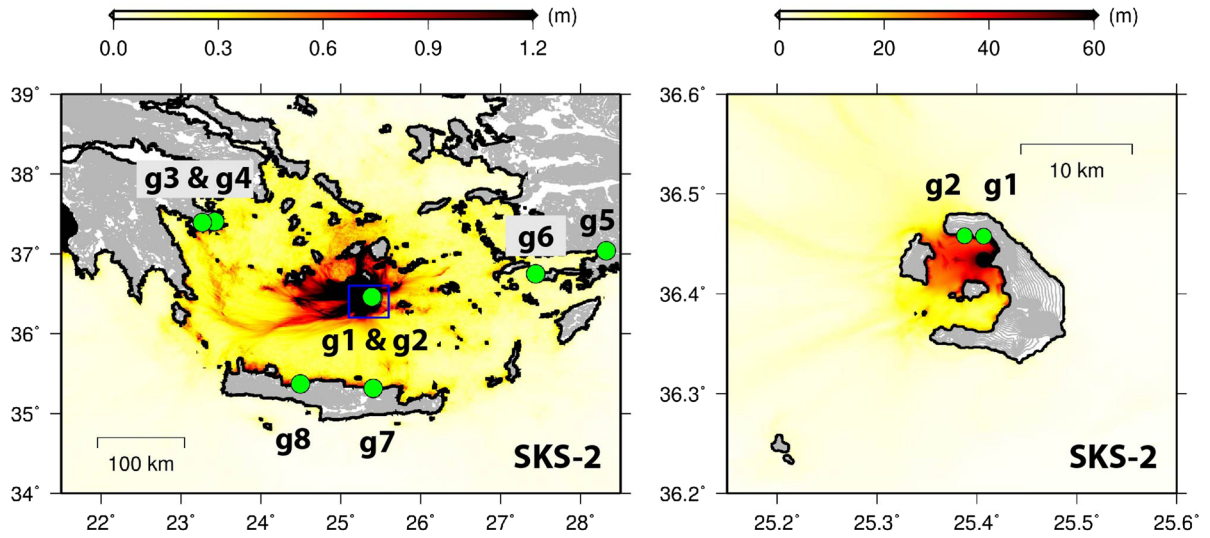 (m)
0.0 0.3 0.6 0.9 1.2
39°
38°
37°
36°
35°
34°
g3 & g4
g5
g6
g1 & g2
g8
g7
100 km
SKS-2
22° 23° 24° 25° 26° 27° 28°
(m)
0 20 40 60
36.6°
36.5°
36.4°
36.3°
36.2°
10 km
g2 g1
SKS-2
25.2° 25.3° 25.4° 25.5° 25.6°